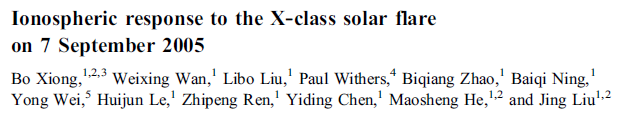 Ionospheric response to the X-class solar flare
on 7 September 2005
Bo Xiong,1,2,3 Weixing Wan,1 Libo Liu,1 Paul Withers,4 Biqiang Zhao,1 Baiqi Ning,1
Yong Wei,5 Huijun Le,1 Zhipeng Ren,1 Yiding Chen,1 Maosheng He,1,2 and Jing Liu1,2